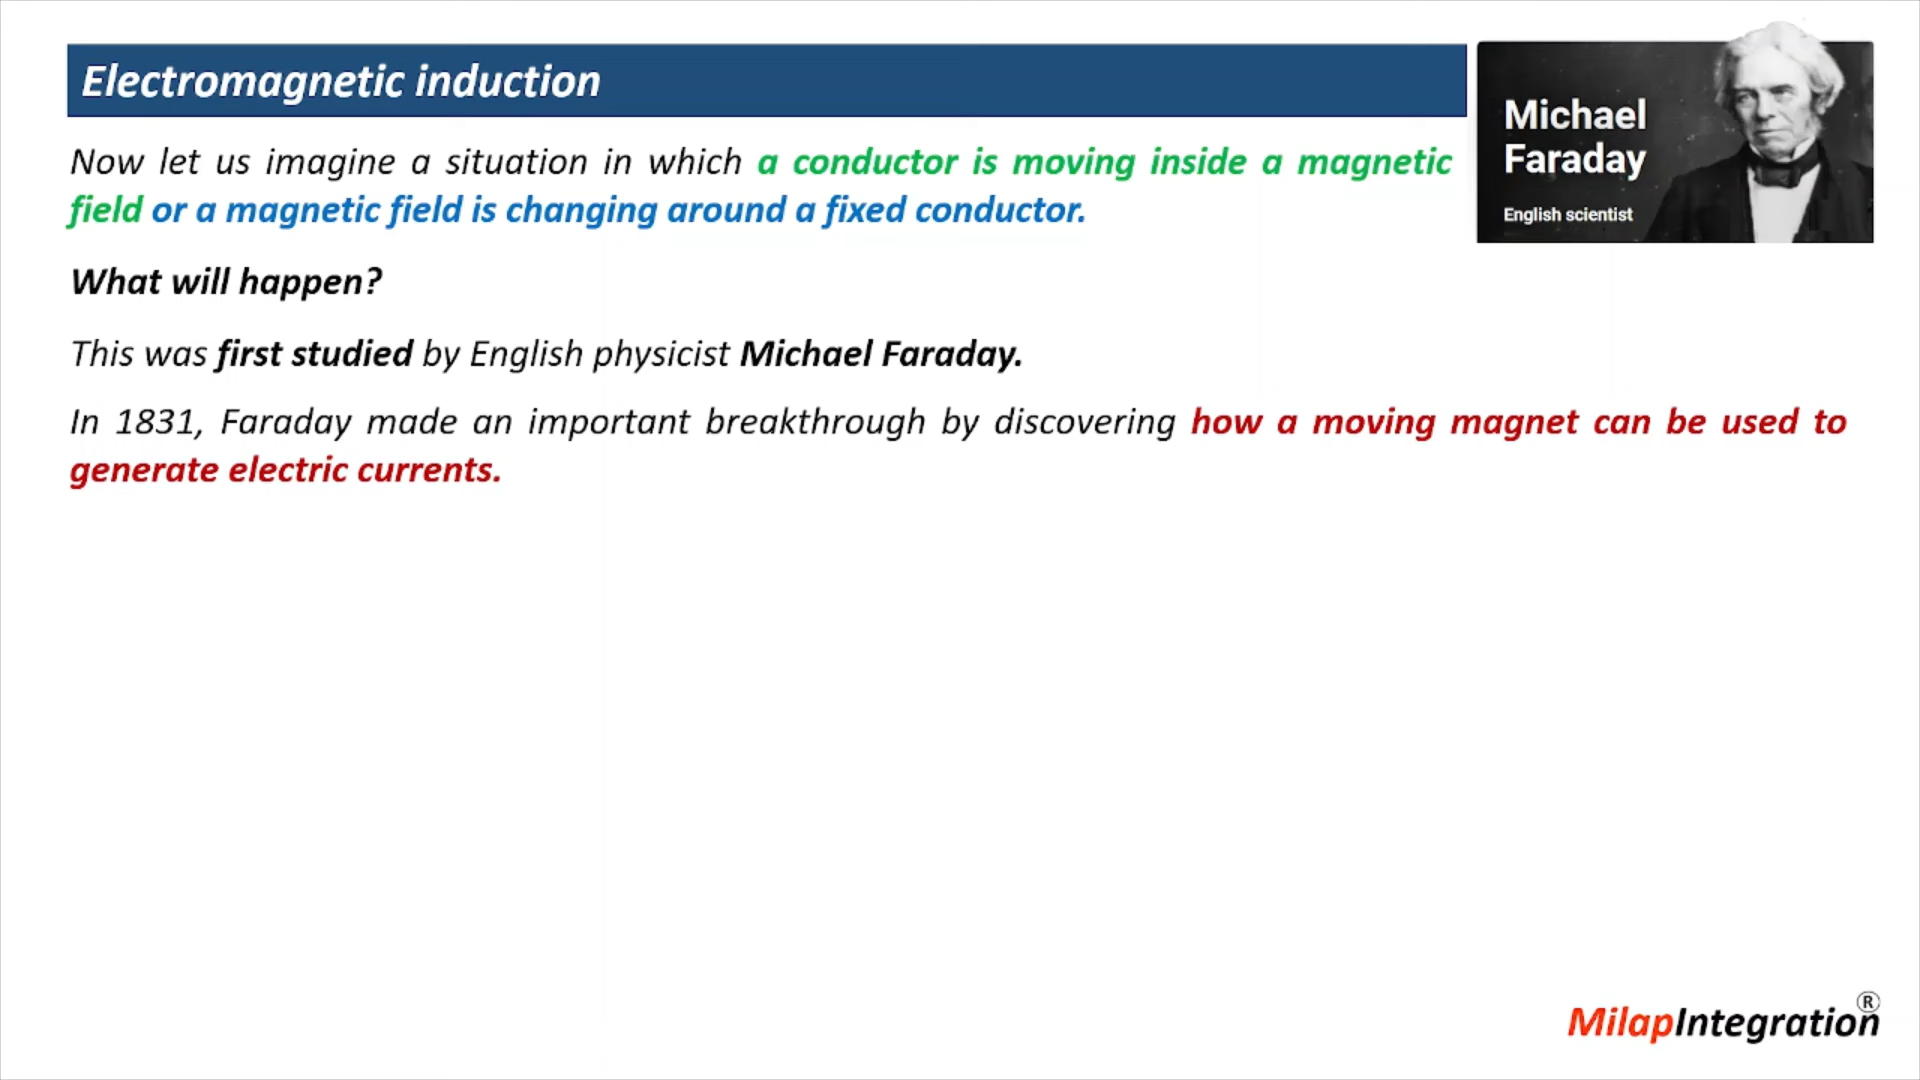 Electromagnetic induction
Michael
Faraday
English scientist
Now let us imagine a situation in which a conductor is moving inside a magnetic
field or a magnetic field is changing around a fixed conductor.
What will happen?
This was first studied by English physicist Michael Faraday.
In 1831, Faraday made an important breakthrough by discovering how a moving magnet can be used to
generate electric currents.
MilapIntegration®